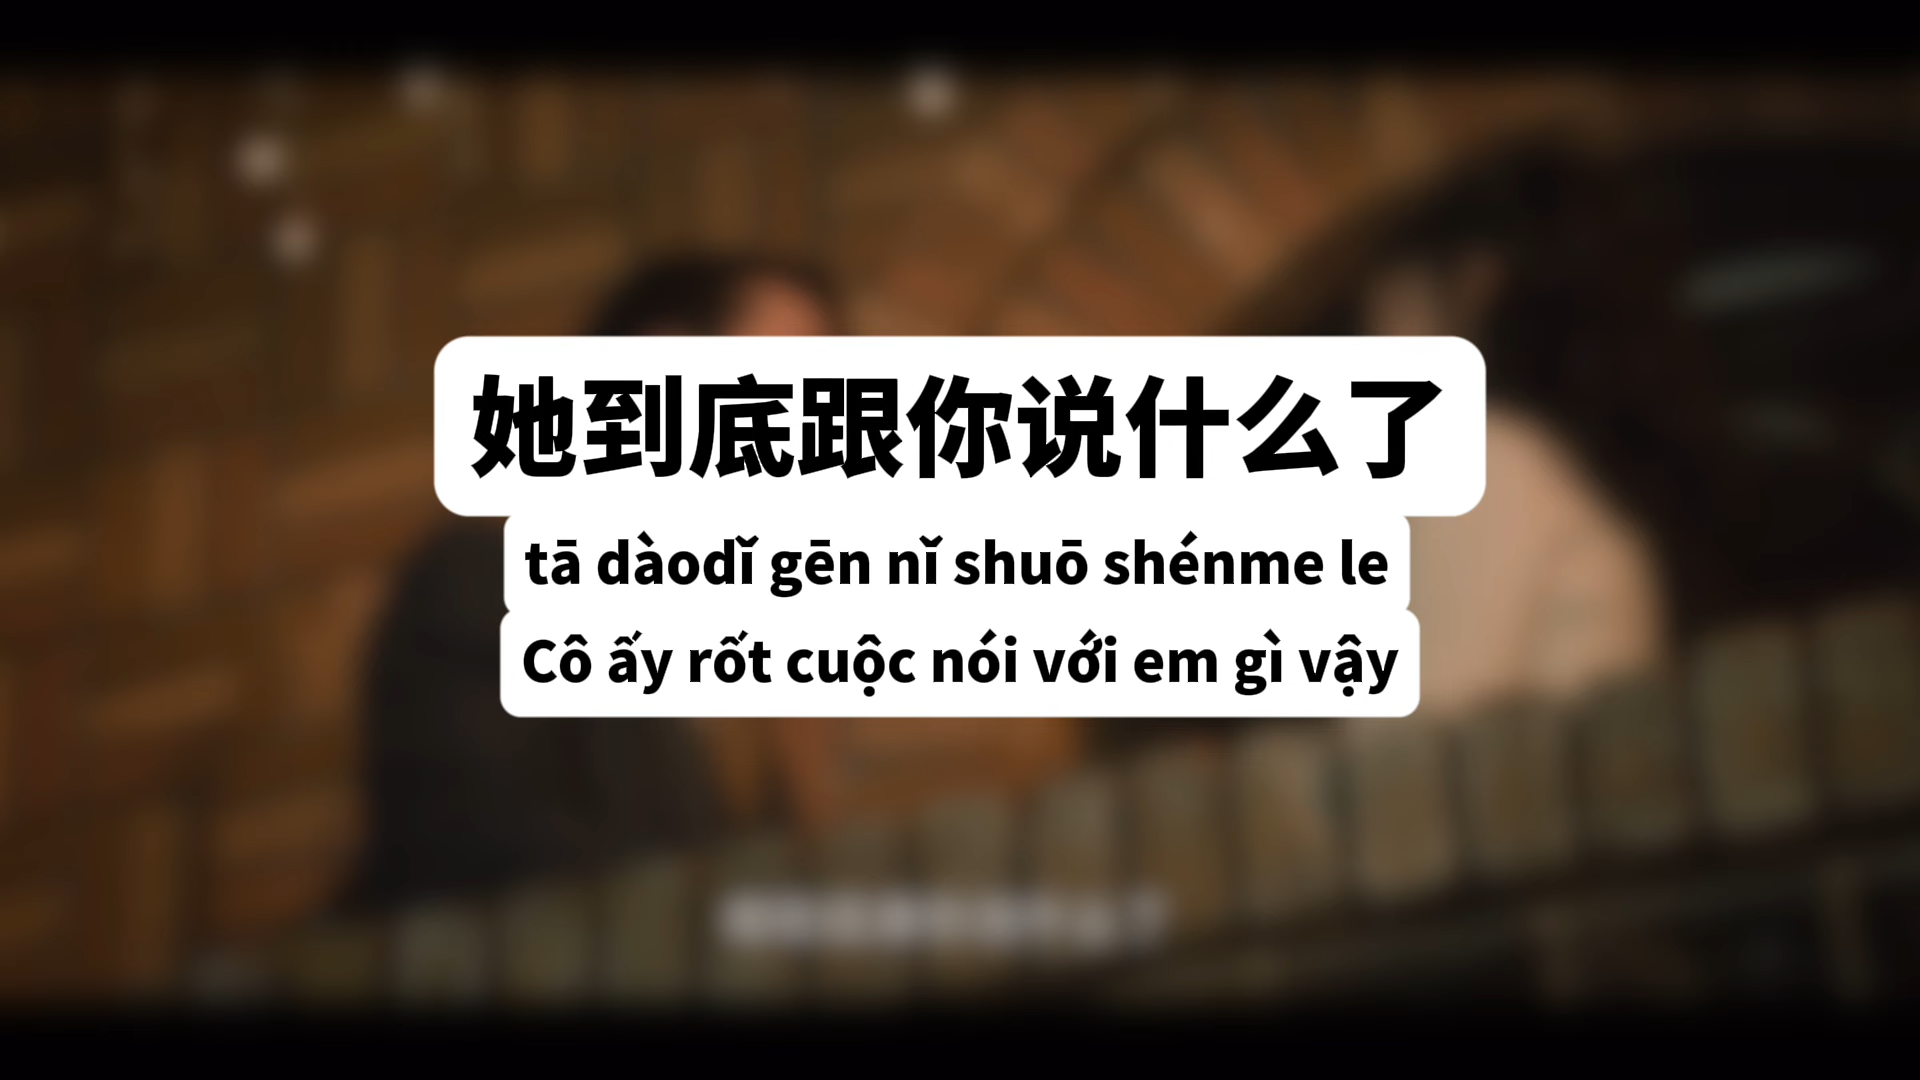 她到底跟你说什么了
tā dàodǐ gēn nǐ shuō shénme le
Cô ấy rốt cuộc nói với em gì vậy